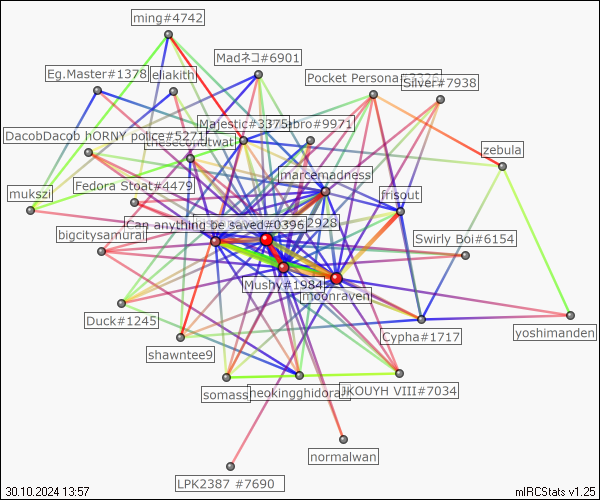 ming#4742
Madネコ#6901
Eg.Master#1378
eliakith
Pocket Persona
Silver#7938
Majestic#3375
bro#9971
DacobDacob hORNY police#5271
thesecondtwat
zebula
marcemadness
Fedora Stoat#4479
mukszi
frisout
Can anything be saved#0396
2928
bigcitysamurai
Swirly Boi#6154
Mushy#1984
moonraven
Duck#1245
Cypha#1717
yoshimanden
shawntee9
somass
neokingghidora
JKOUYH VIII#7034
normalwan
LPK2387 #7690
30.10.2024 13:57
mIRCStats v1.25